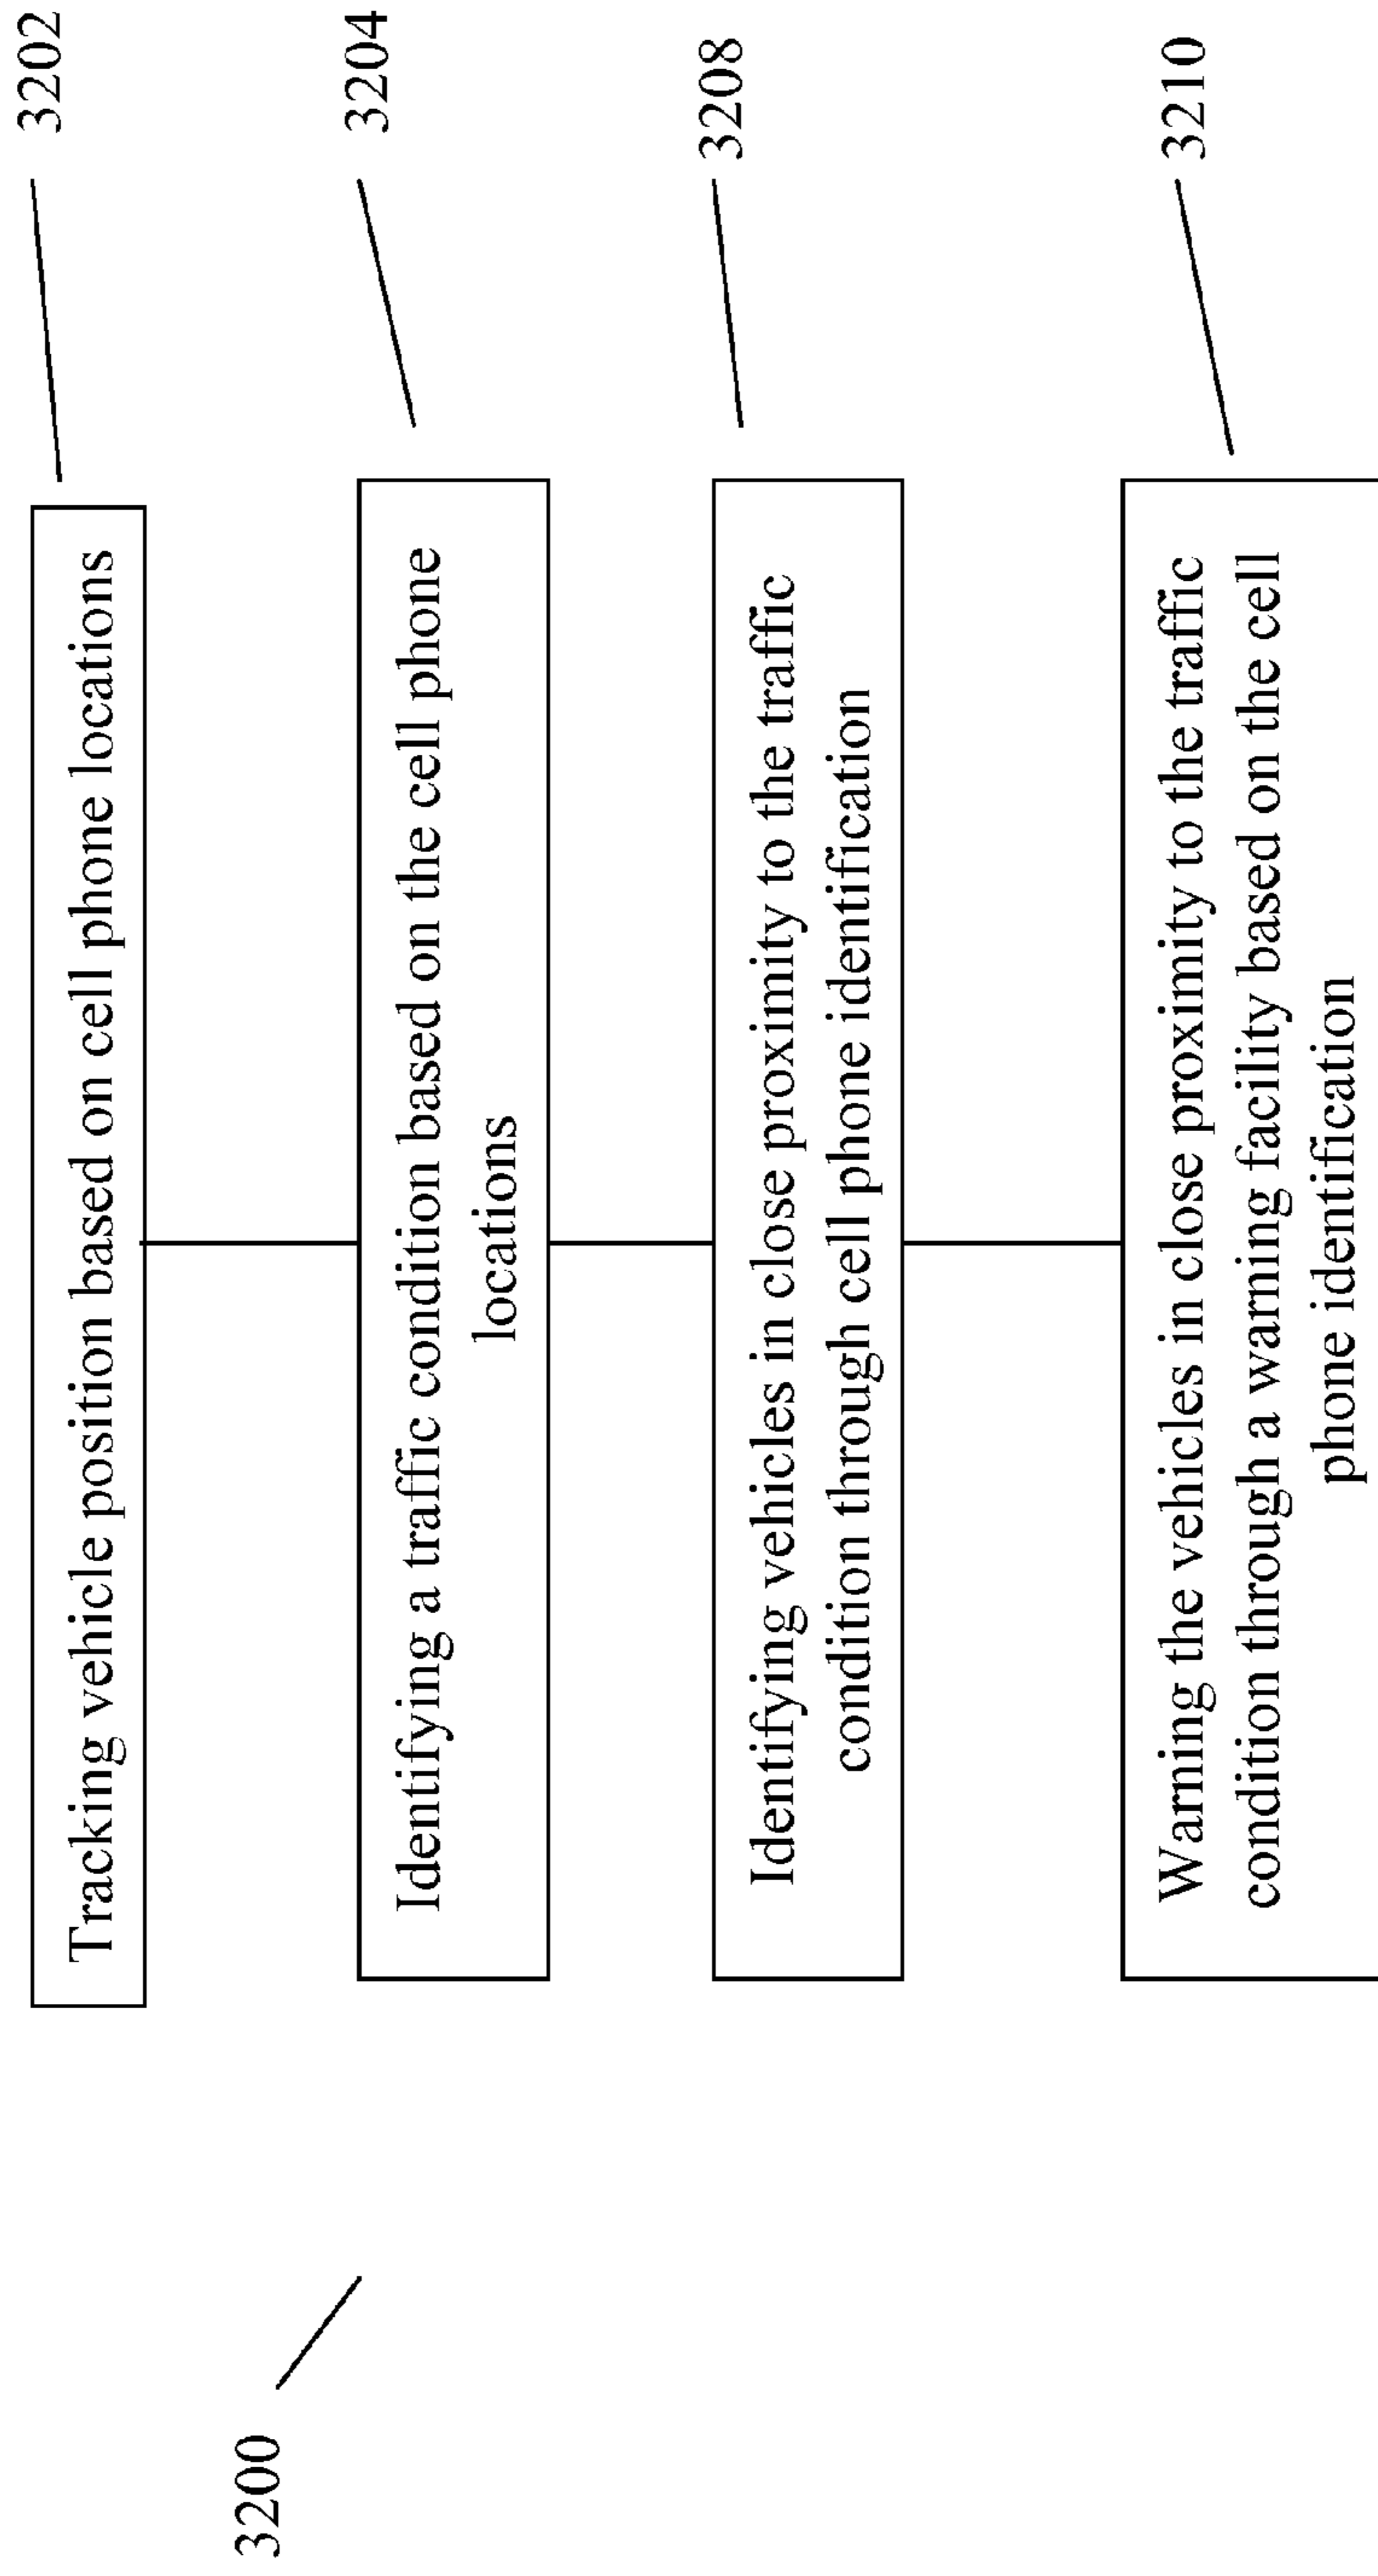 3200
Tracking vehicle position based on cell phone locations
3202
Identifying a traffic condition based on the cell phone
locations
3204
Identifying vehicles in close proximity to the traffic
condition through cell phone identification
3208
Warning the vehicles in close proximity to the traffic
condition through a warning facility based on the cell
phone identification
3210